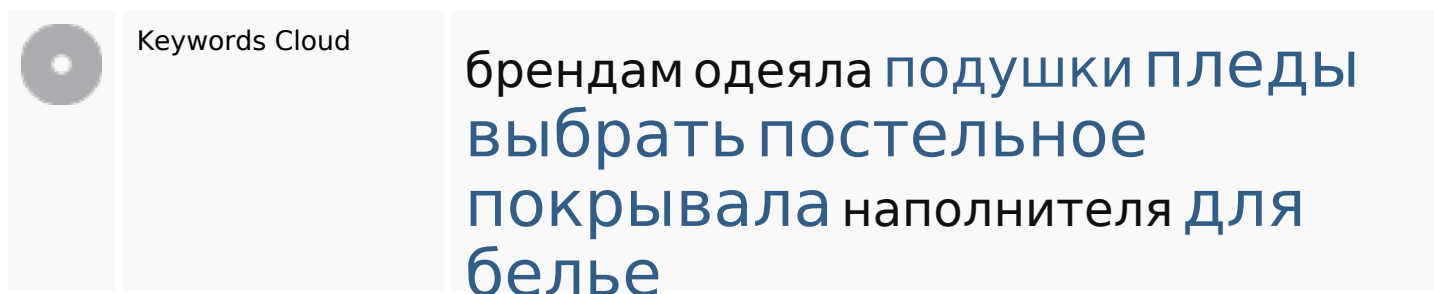 Keywords Cloud
брендам одеяла подушки пледы
выбрать постельное
покрывала наполнителя для
белье